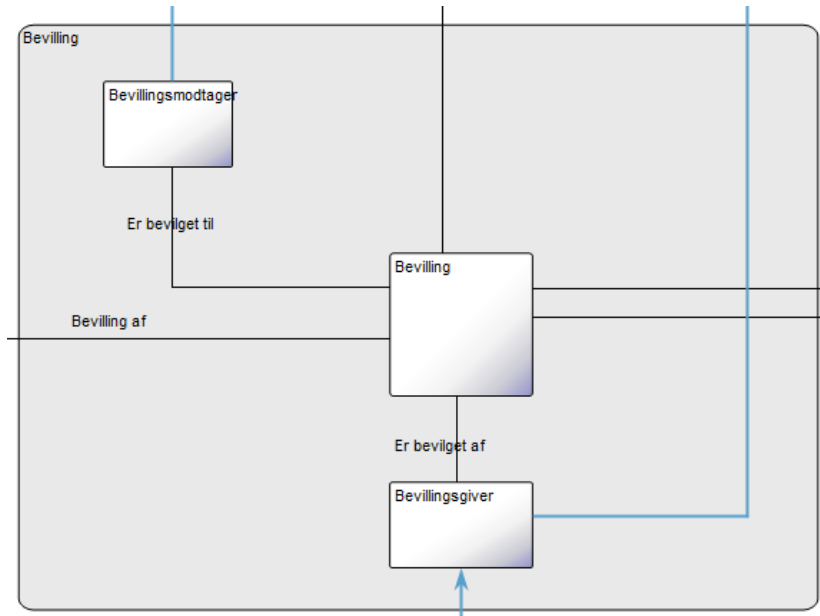 Bevilling
Bevillingsmodtager
Er bevilget til
Bevilling
Bevilling af
Er bevilget af
Bevillingsgiver